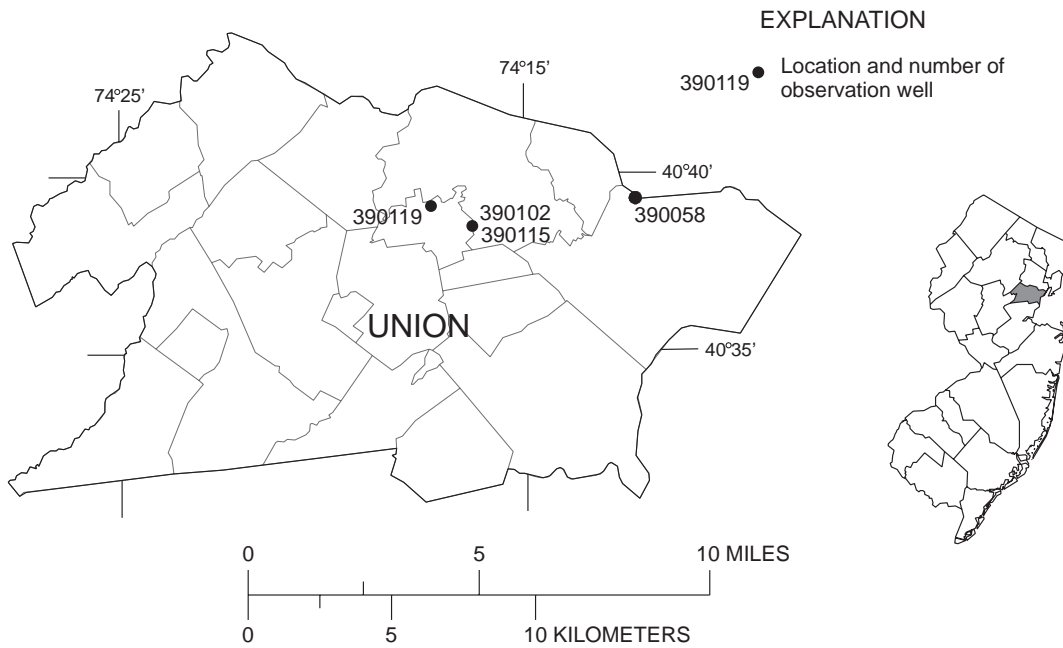 EXPLANATION
390119
Location and number of
observation well
74°25'
74°15'
40°40'
390119
390102
390115
390058
UNION
40°35'
0
5
10 MILES
0
5
10 KILOMETERS